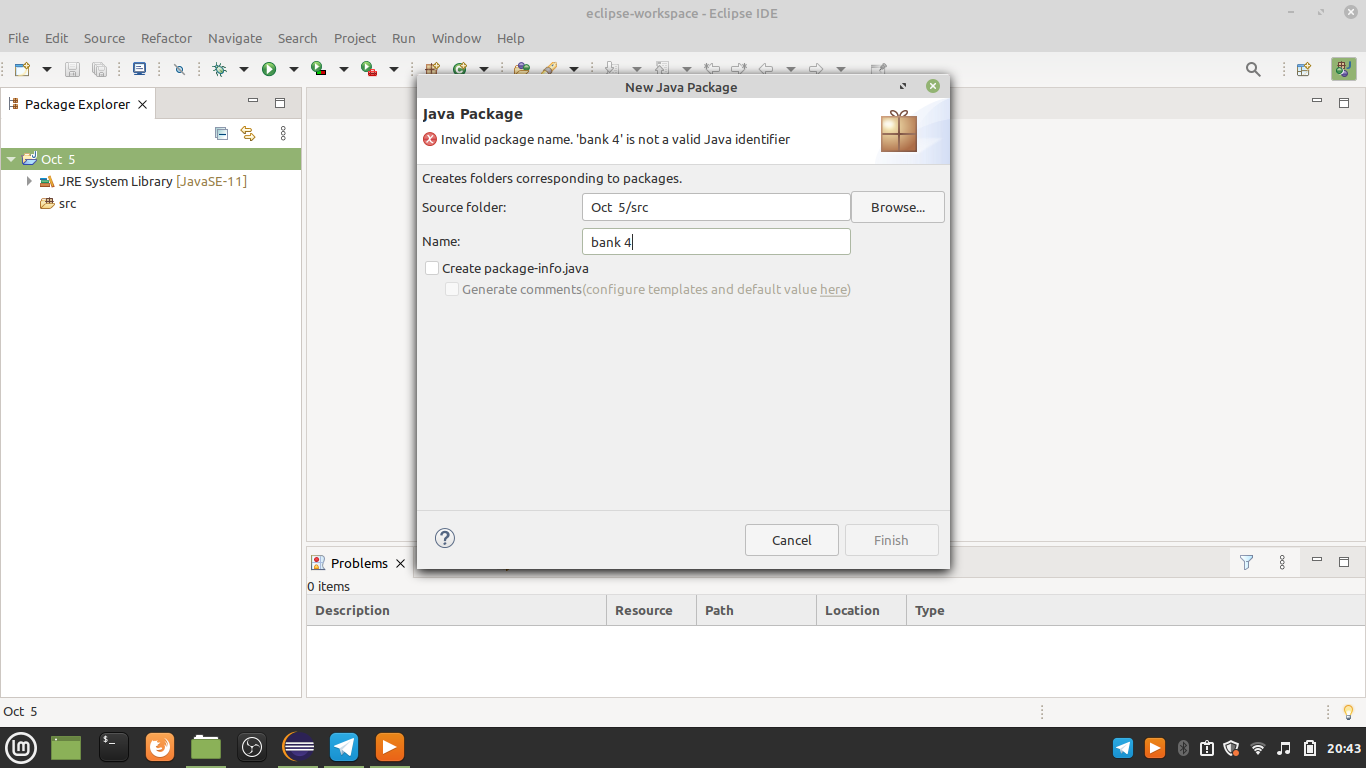 eclipse-workspace - Eclipse IDE
File Edit Source Refactor Navigate Search Project Run Window Help
Package Explorer
New Java Package
Java Package
Invalid package name. 'bank 4' is not a valid Java identifier
Oct  5
JRE System Library [JavaSE-11]
src
Creates folders corresponding to packages.
Source folder: Oct  5/src Browse...
Name: bank 4
Create package-info.java
Generate comments(configure templates and default value here)
? Cancel Finish
Problems
0 items
Description Resource Path Location Type
Oct  5
20:43